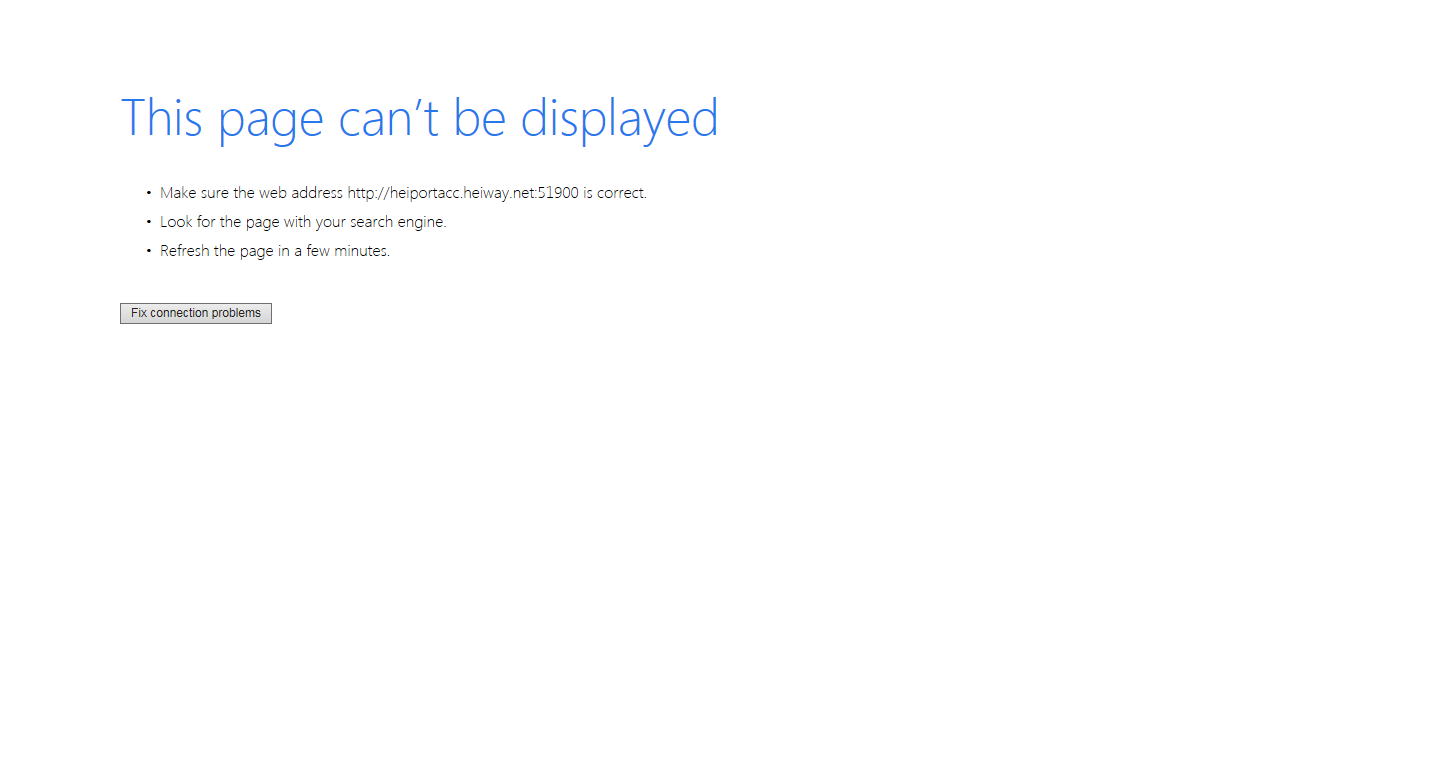 This page can’t be displayed
• Make sure the web address http://heiportacc.heiway.net:51900 is correct.
• Look for the page with your search engine.
• Refresh the page in a few minutes.
Fix connection problems